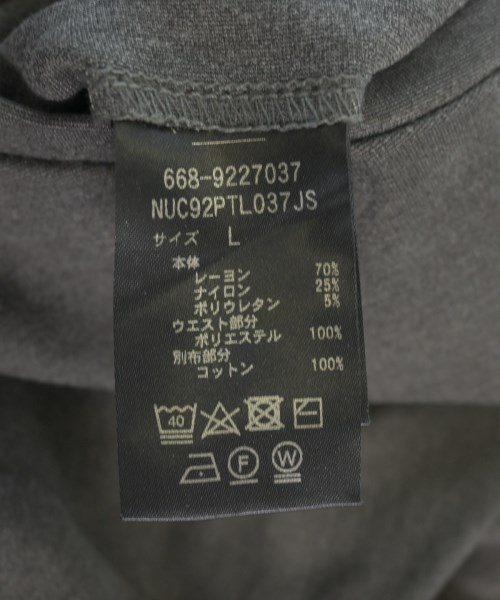 668-9227037
NUC92PTL037JS
サイズ L
本体
レーヨン 70%
ナイロン 25%
ポリウレタン 5%
ウエスト部分
ポリエステル 100%
別布部分
コットン 100%
40
F W